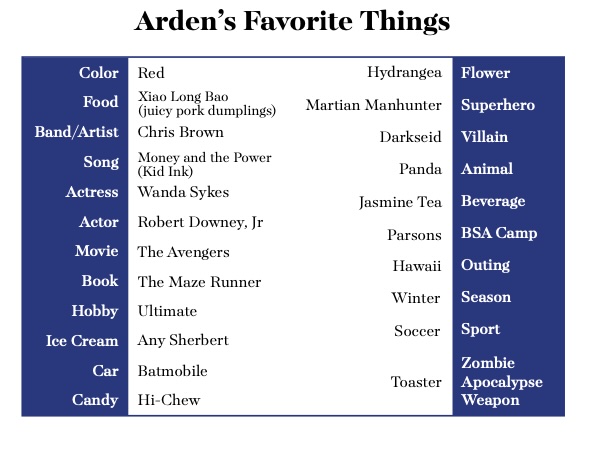 Arden's Favorite Things
Color Red
Food Xiao Long Bao
(juicy pork dumplings)
Band/Artist Chris Brown
Song Money and the Power
(Kid Ink)
Actress Wanda Sykes
Actor Robert Downey, Jr
Movie The Avengers
Book The Maze Runner
Hobby Ultimate
Ice Cream Any Sherbert
Car Batmobile
Candy Hi-Chew
Hydrangea Flower
Martian Manhunter Superhero
Darkseid Villain
Panda Animal
Jasmine Tea Beverage
Parsons BSA Camp
Hawaii Outing
Winter Season
Soccer Sport
Zombie
Toaster Apocalypse
Weapon